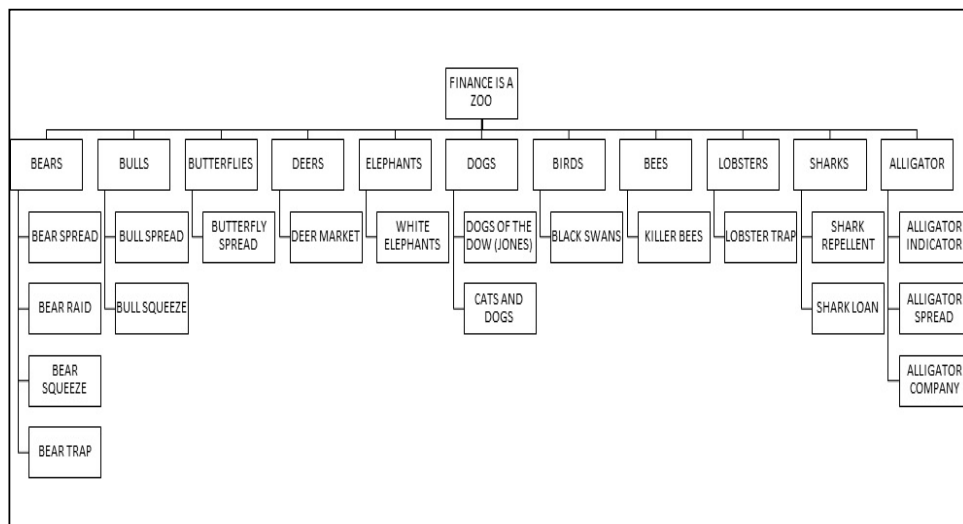 FINANCE IS A
ZOO
BEARS
BULLS
BUTTERFLIES
DEERS
ELEPHANTS
DOGS
BIRDS
BEES
LOBSTERS
SHARKS
ALLIGATOR
BEAR SPREAD
BEAR RAID
BEAR
SQUEEZE
BEAR TRAP
BULL SPREAD
BULL SQUEEZE
BUTTERFLY
SPREAD
DEER MARKET
WHITE
ELEPHANTS
DOGS OF THE
DOW (JONES)
CATS AND
DOGS
BLACK SWANS
KILLER BEES
LOBSTER TRAP
SHARK
REPELLENT
SHARK LOAN
ALLIGATOR
INDICATOR
ALLIGATOR
SPREAD
ALLIGATOR
COMPANY